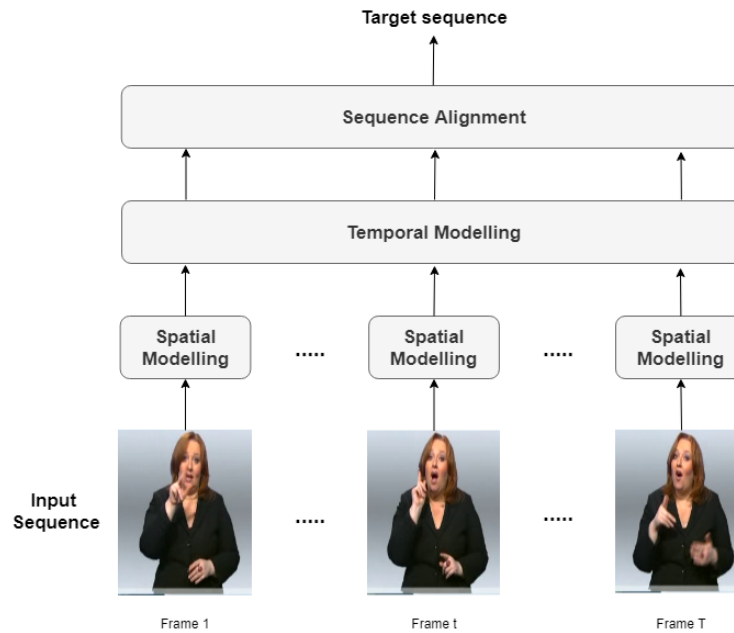 Target sequence
Sequence Alignment
Temporal Modelling
Spatial
Modelling
.....
Spatial
Modelling
.....
Spatial
Modelling
Input
Sequence
.....
.....
Frame 1
Frame t
Frame T